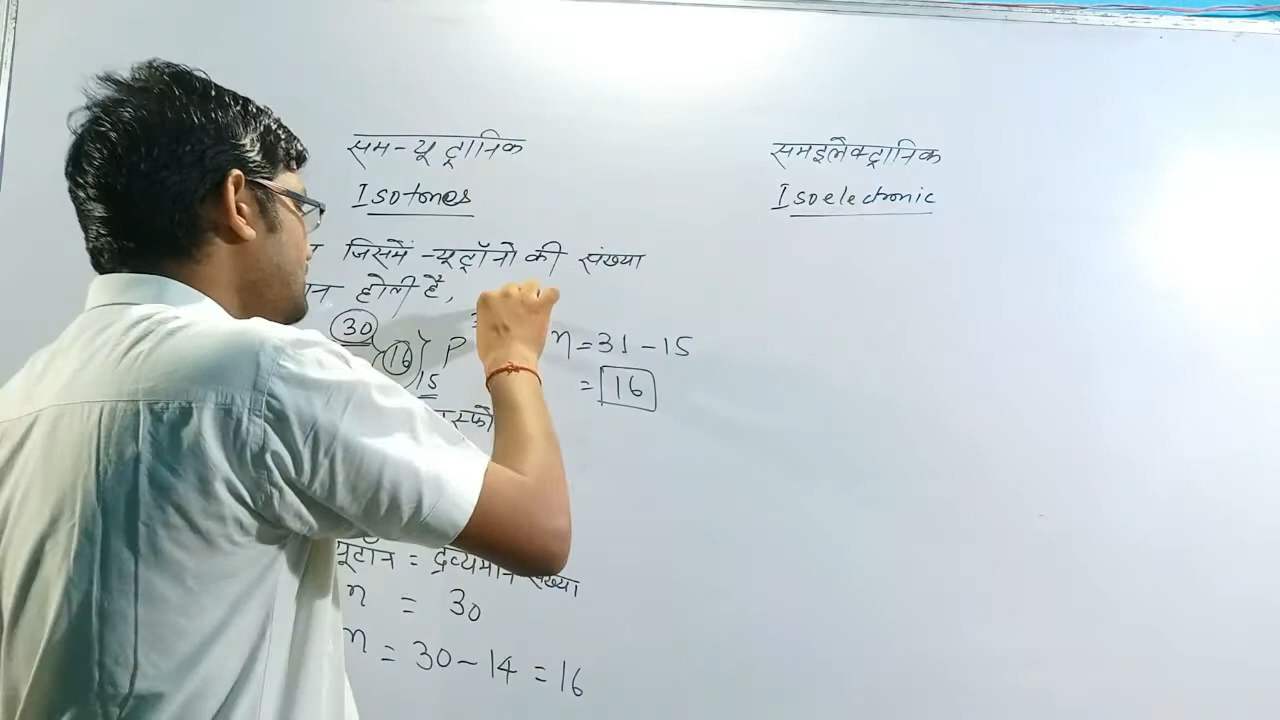 सम-यूट्रानिक
Isotones
जिसमें -यूट्रॉनो की संख्या
होती है,
30
16 15 P n=31-15
= 16
= द्रव्यमान संख्या
n = 30
n = 30-14 = 16
समइलैक्ट्रानिक
Isoelectronic